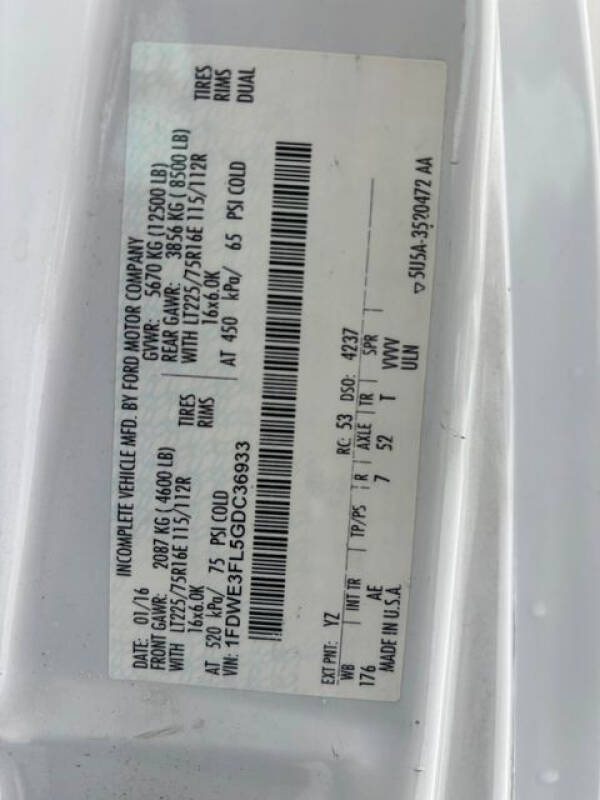 INCOMPLETE VEHICLE MFD. BY FORD MOTOR COMPANY
DATE: 01/16 GVWR: 5670 KG (12500 LB)
FRONT GAWR: 2087 KG (4600 LB) REAR GAWR: 3856 KG (8500 LB)
WITH LT225/75R16E 115/112R TIRES WITH LT225/75R16E 115/112R TIRES
16x6.0K RIMS 16x6.0K RIMS
AT 520 kPa/ 75 PSI COLD AT 450 kPa/ 65 PSI COLD DUAL
VIN: 1FDWE3FL5GDC36933
EXT PNT: YZ RC: 53 DSO: 4237
WB INT TR TP/PS R AXLE TR SPR
176 AE 7 52 T VVVV
MADE IN U.S.A. ULN
▽5U5A-3520472 AA